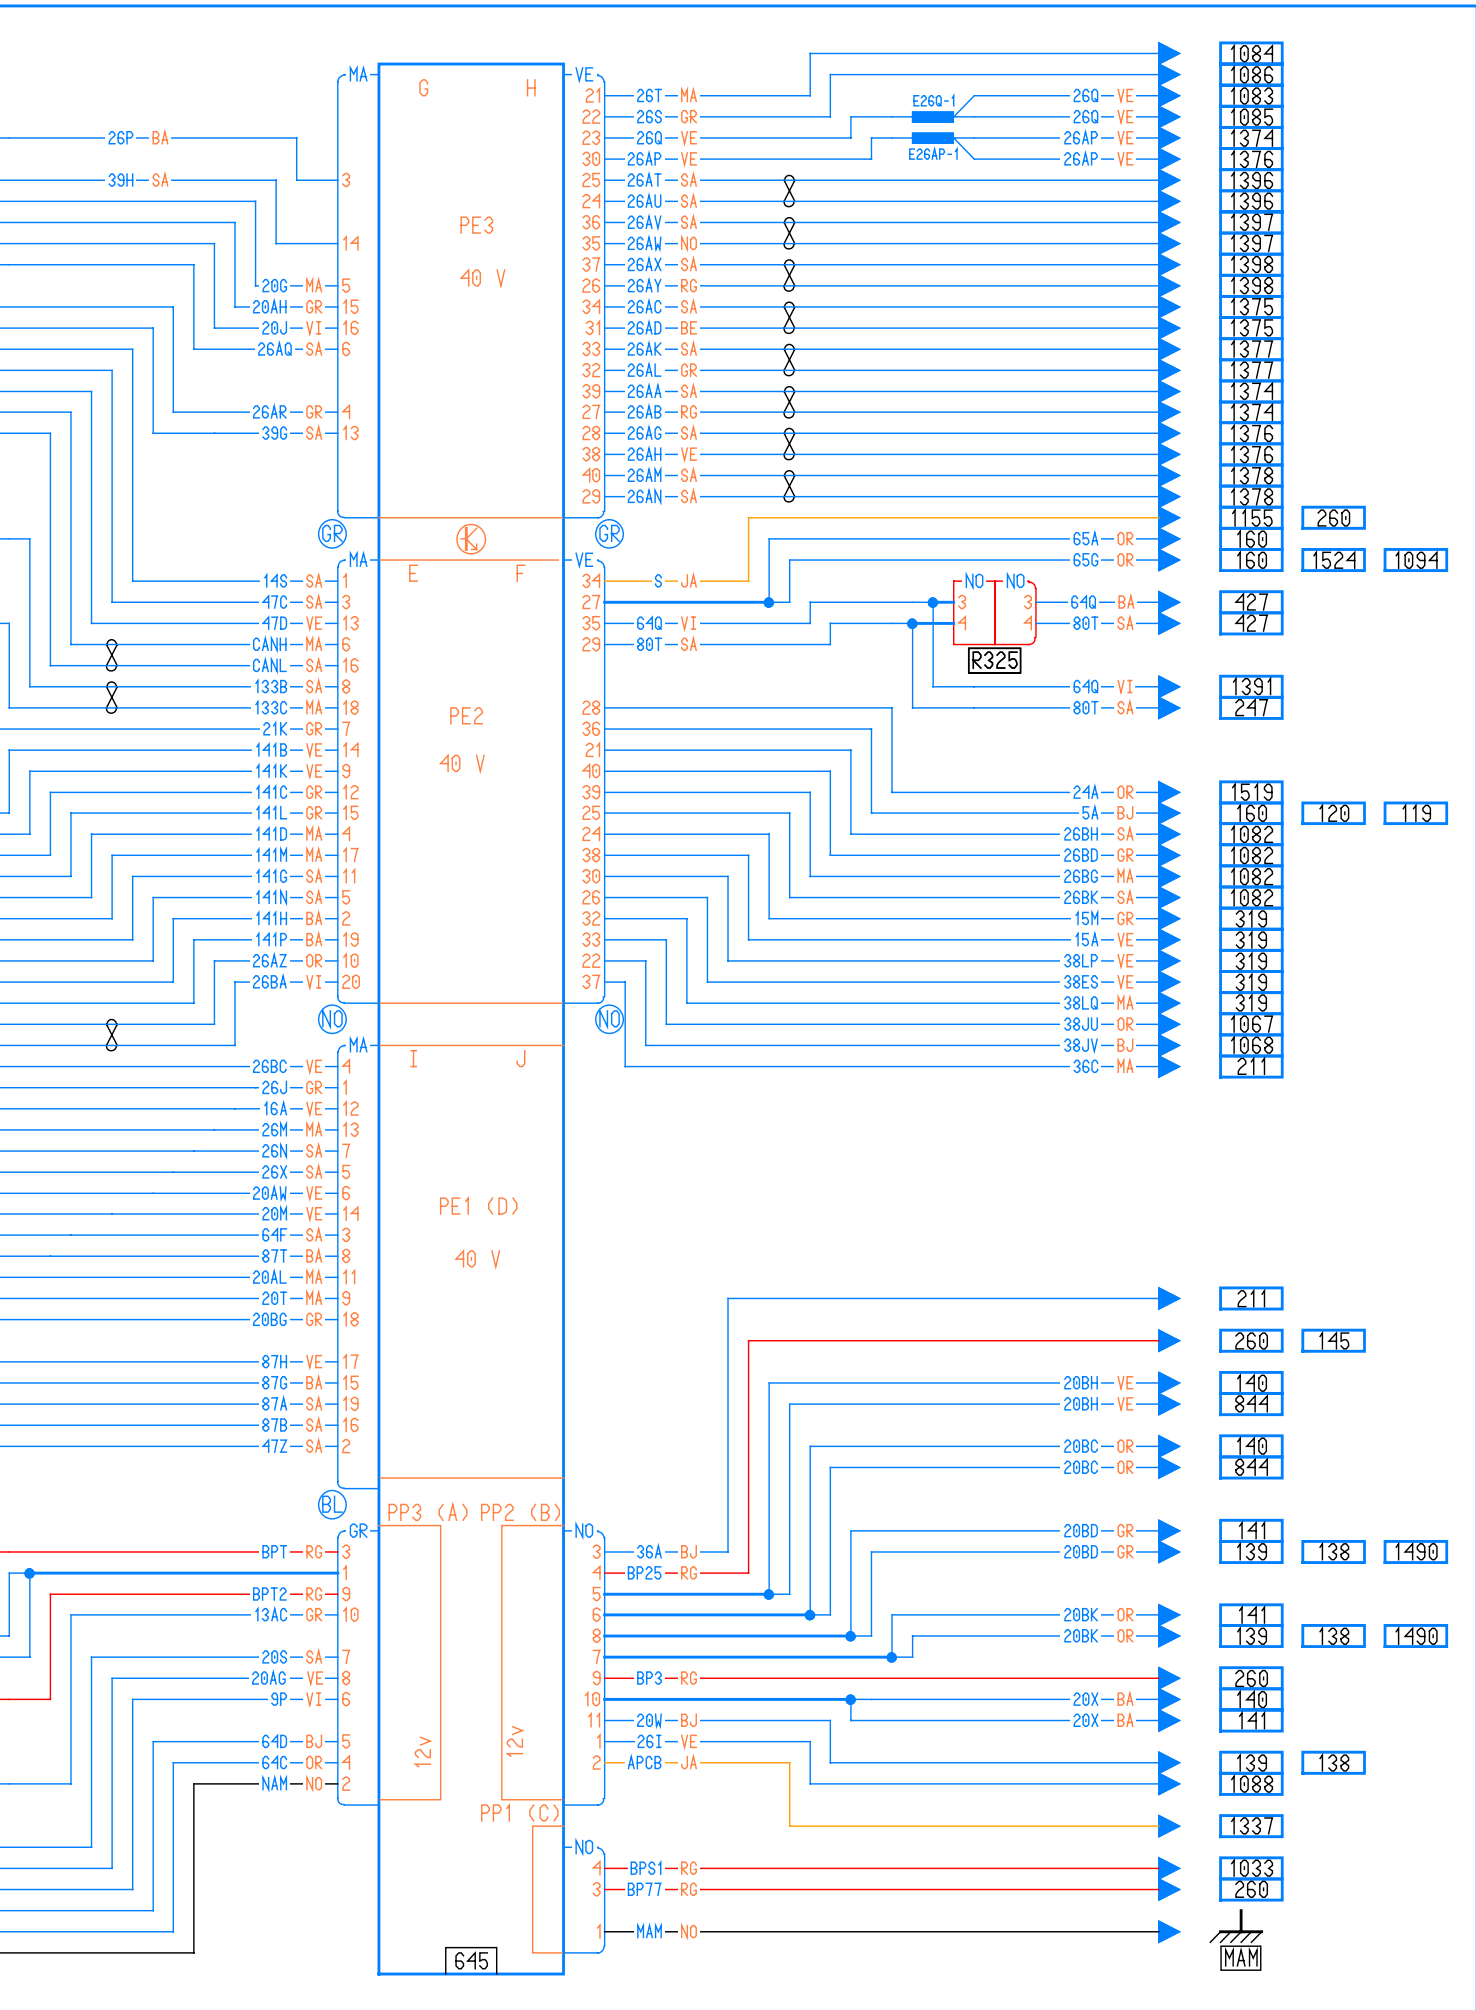 1084
MA G H VE 1086
21 26T MA E26Q-1 26Q VE 1083
22 26S GR 26Q VE 1085
26P BA 23 26Q VE 26AP VE 1374
30 26AP VE E26AP-1 26AP VE 1376
39H SA 3 25 26AT SA 1396
24 26AU SA 1396
PE3 36 26AV SA 1397
14 35 26AW NO 1397
40 V 37 26AX SA 1398
20G MA 5 26 26AY RG 1398
20AH GR 15 34 26AC SA 1375
20J VI 16 31 26AD BE 1375
26AQ SA 6 33 26AK SA 1377
32 26AL GR 1377
39 26AA SA 1374
26AR GR 4 27 26AB RG 1374
39G SA 13 28 26AG SA 1376
38 26AH VE 1376
40 26AM SA 1378
29 26AN SA 1378
1155 260
GR K GR 65A OR 160
MA E F VE 65G OR 160 1524 1094
14S SA 1 34 S JA NO NO
47C SA 3 27 3 3 64Q BA 427
47D VE 13 35 64Q VI 4 4 80T SA 427
CANH MA 6 29 80T SA
CANL SA 16 R325
133B SA 8 64Q VI 1391
133C MA 18 PE2 28 80T SA 247
21K GR 7 36
141B VE 14 40 V 21
141K VE 9 40
141C GR 12 39 24A OR 1519
141L GR 15 25 5A BJ 160 120 119
141D MA 4 24 26BH SA 1082
141M MA 17 38 26BD GR 1082
141G SA 11 30 26BG MA 1082
141N SA 5 26 26BK SA 1082
141H BA 2 32 15M GR 319
141P BA 19 33 15A VE 319
26AZ OR 10 22 38LP VE 319
26BA VI 20 37 38ES VE 319
38LQ MA 319
NO NO 38JU OR 1067
MA I J 38JV BJ 1068
26BC VE 4 36C MA 211
26J GR 1
16A VE 12
26M MA 13
26N SA 7
26X SA 5
20AW VE 6 PE1 (D)
20M VE 14
64F SA 3 40 V
87T BA 8
20AL MA 11
20T MA 9 211
20BG GR 18
260 145
87H VE 17
87G BA 15 20BH VE 140
87A SA 19 20BH VE 844
87B SA 16
47Z SA 2 20BC OR 140
20BC OR 844
BL PP3 (A) PP2 (B)
GR NO 20BD GR 141
BPT RG 3 3 36A BJ 20BD GR 139 138 1490
1 4 BP25 RG
BPT2 RG 9 5
13AC GR 10 6 20BK OR 141
8 20BK OR 139 138 1490
20S SA 7 7
20AG VE 8 9 BP3 RG 260
9P VI 6 10 20X BA 140
11 20W BJ 20X BA 141
64D BJ 5 12v 12v 1 26I VE
64C OR 4 2 APCB JA 139 138
NAM NO 2 1088
PP1 (C) 1337
NO
4 BPS1 RG 1033
3 BP77 RG 260
1 MAM NO
645 MAM